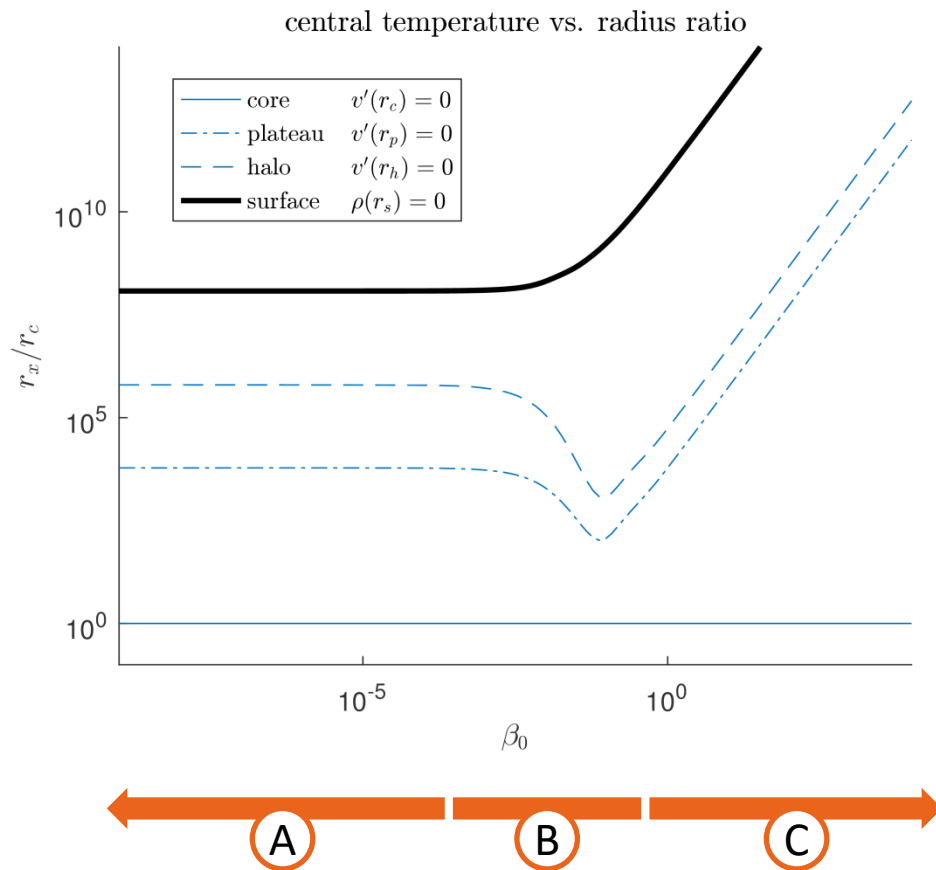 central temperature vs. radius ratio
core v′(r_c) = 0
plateau v′(r_p) = 0
halo v′(r_h) = 0
surface ρ(r_s) = 0
10^10
10^5
10^0
r_x/r_c
10^-5 10^0
β_0
A B C